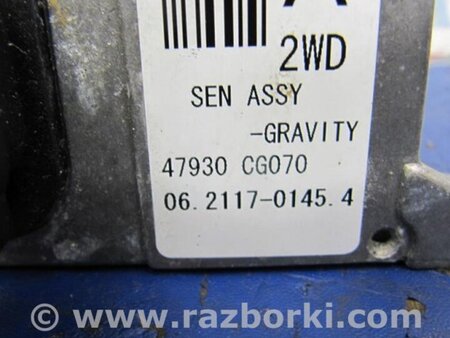 2WD
SEN ASSY
-GRAVITY
47930 CG070
06.2117-0145.4
© www.razborki.com